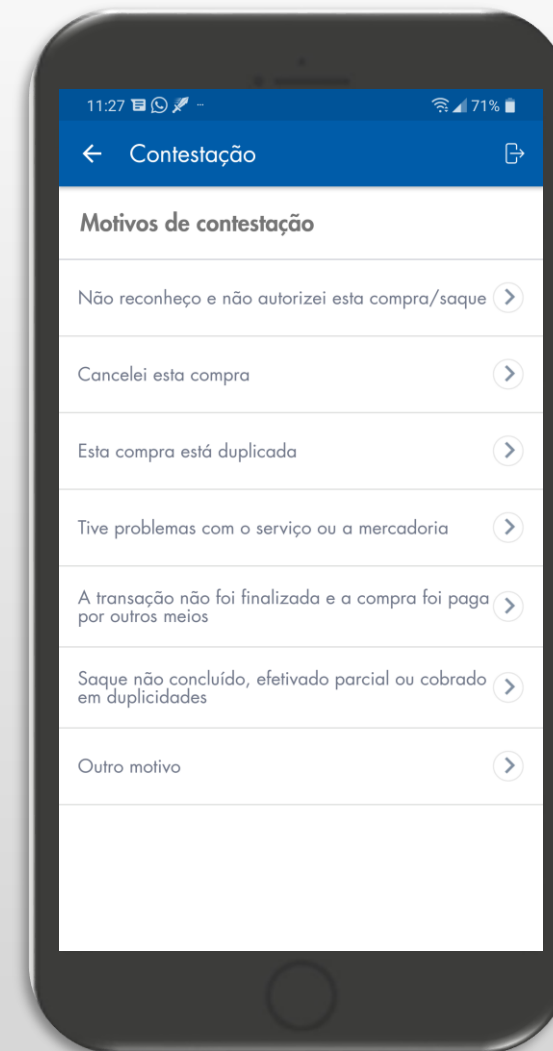 11:27
71%
Contestação
Motivos de contestação
Não reconheço e não autorizei esta compra/saque
Cancelei esta compra
Esta compra está duplicada
Tive problemas com o serviço ou a mercadoria
A transação não foi finalizada e a compra foi paga
por outros meios
Saque não concluído, efetivado parcial ou cobrado
em duplicidades
Outro motivo